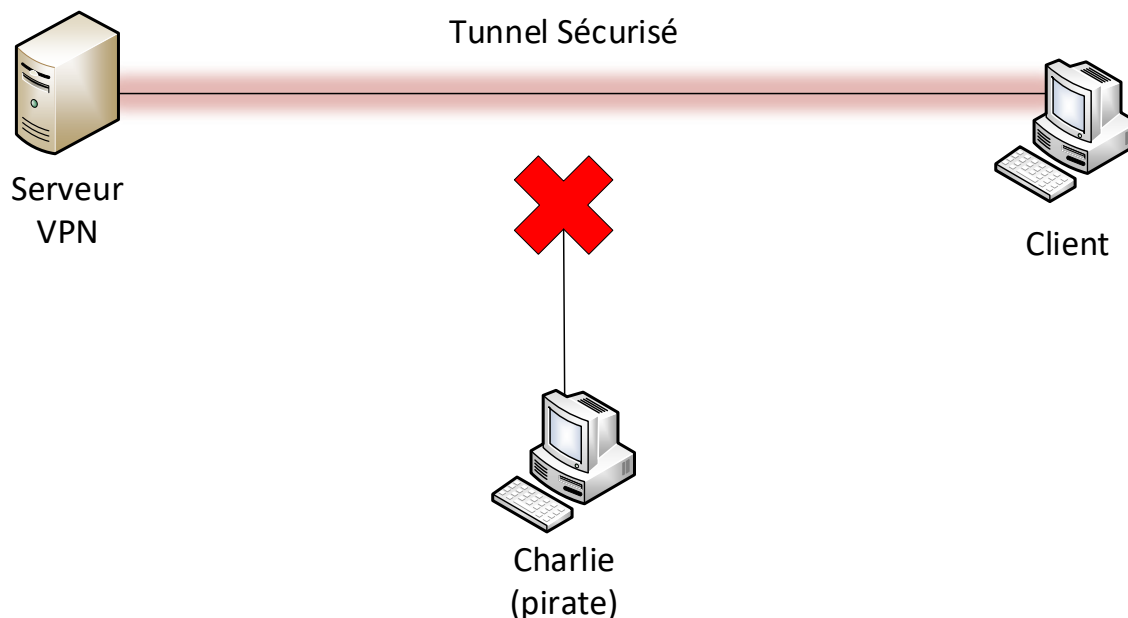 Tunnel Sécurisé
Serveur
VPN
Client
Charlie
(pirate)